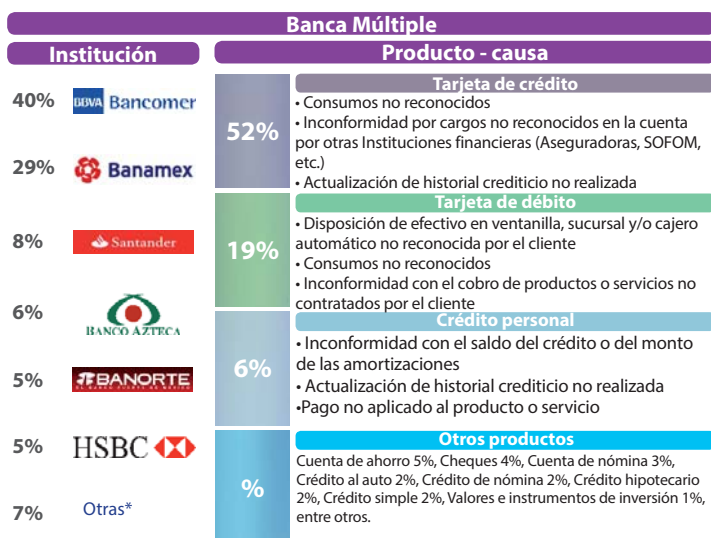 Banca Múltiple
Institución
40%
BBVA Bancomer
29%
Banamex
8%
Santander
6%
BANCO AZTECA
5%
BANORTE
EL BANCO FUERTE DE MÉXICO
5%
HSBC
7%
Otras*
Producto - causa
52%
Tarjeta de crédito
• Consumos no reconocidos
• Inconformidad por cargos no reconocidos en la cuenta
por otras Instituciones financieras (Aseguradoras, SOFOM,
etc.)
• Actualización de historial crediticio no realizada
19%
Tarjeta de débito
• Disposición de efectivo en ventanilla, sucursal y/o cajero
automático no reconocida por el cliente
• Consumos no reconocidos
• Inconformidad con el cobro de productos o servicios no
contratados por el cliente
6%
Crédito personal
• Inconformidad con el saldo del crédito o del monto
de las amortizaciones
• Actualización de historial crediticio no realizada
•Pago no aplicado al producto o servicio
%
Otros productos
Cuenta de ahorro 5%, Cheques 4%, Cuenta de nómina 3%,
Crédito al auto 2%, Crédito de nómina 2%, Crédito hipotecario
2%, Crédito simple 2%, Valores e instrumentos de inversión 1%,
entre otros.